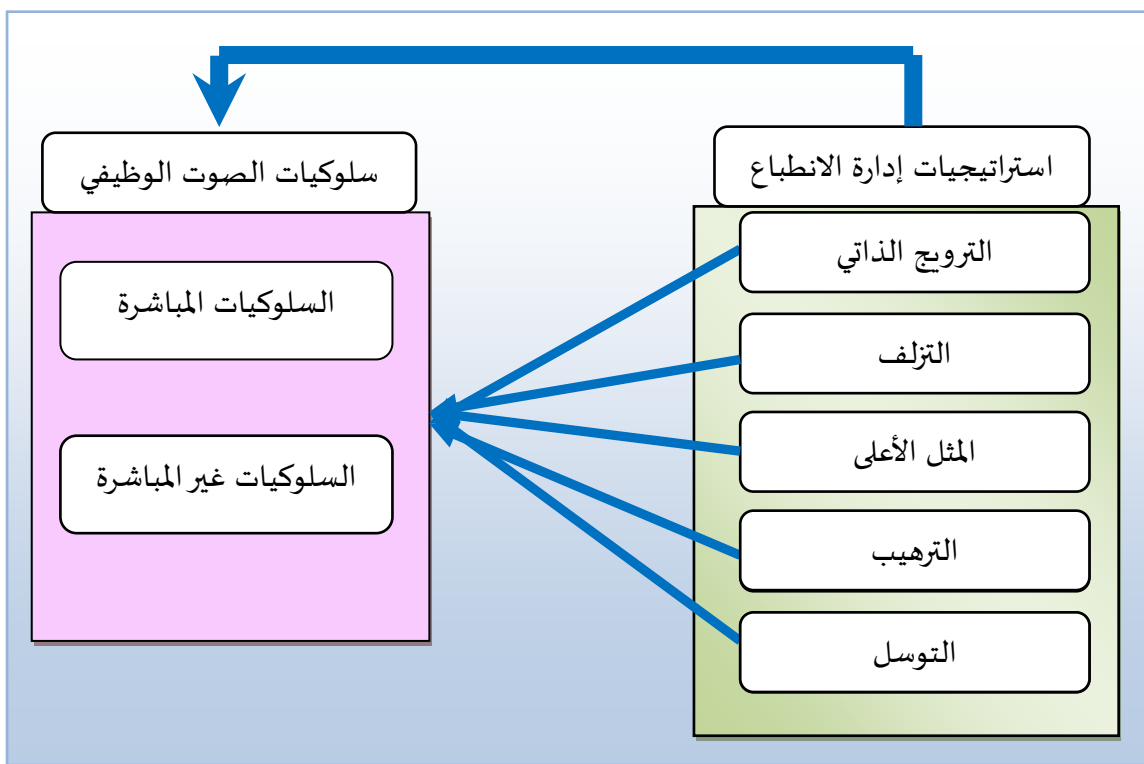 استراتيجيات إدارة الانطباع
الترويج الذاتي
التزلف
المثل الأعلى
الترهيب
التوسل
سلوكيات الصوت الوظيفي
السلوكيات المباشرة
السلوكيات غير المباشرة